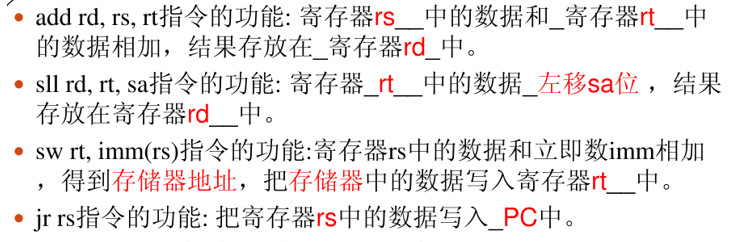 • add rd, rs, rt指令的功能: 寄存器rs__中的数据和_寄存器rt__中
的数据相加，结果存放在_寄存器rd_中。
• sll rd, rt, sa指令的功能: 寄存器_rt__中的数据_左移sa位 ，结果
存放在寄存器rd__中。
• sw rt, imm(rs)指令的功能:寄存器rs中的数据和立即数imm相加
，得到存储器地址，把存储器中的数据写入寄存器rt__中。
• jr rs指令的功能: 把寄存器rs中的数据写入_PC中。